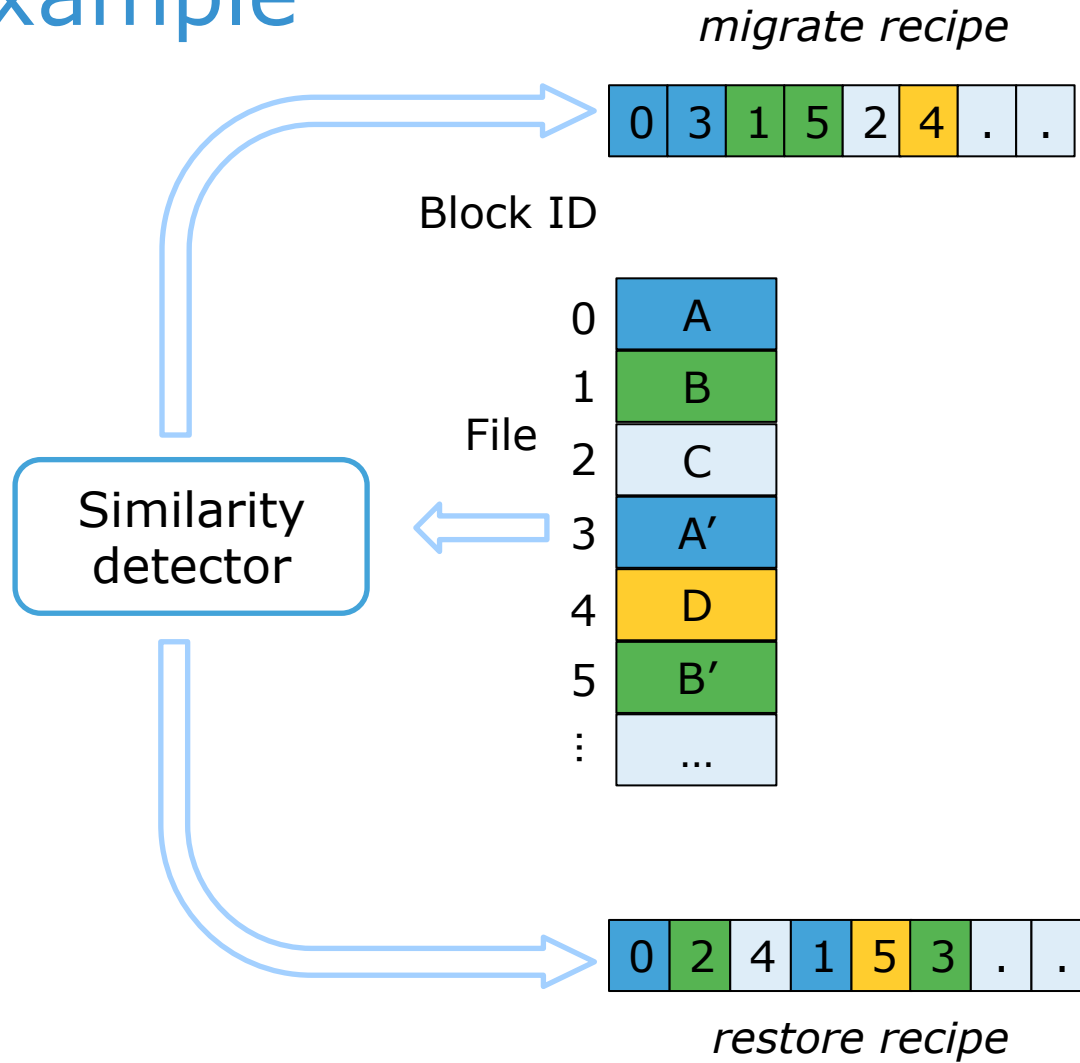 xample
migrate recipe
0 3 1 5 2 4 . .
Block ID
0 A
1 B
File
2 C
Similarity
detector
3 A′
4 D
5 B′
⋮ …
0 2 4 1 5 3 . .
restore recipe